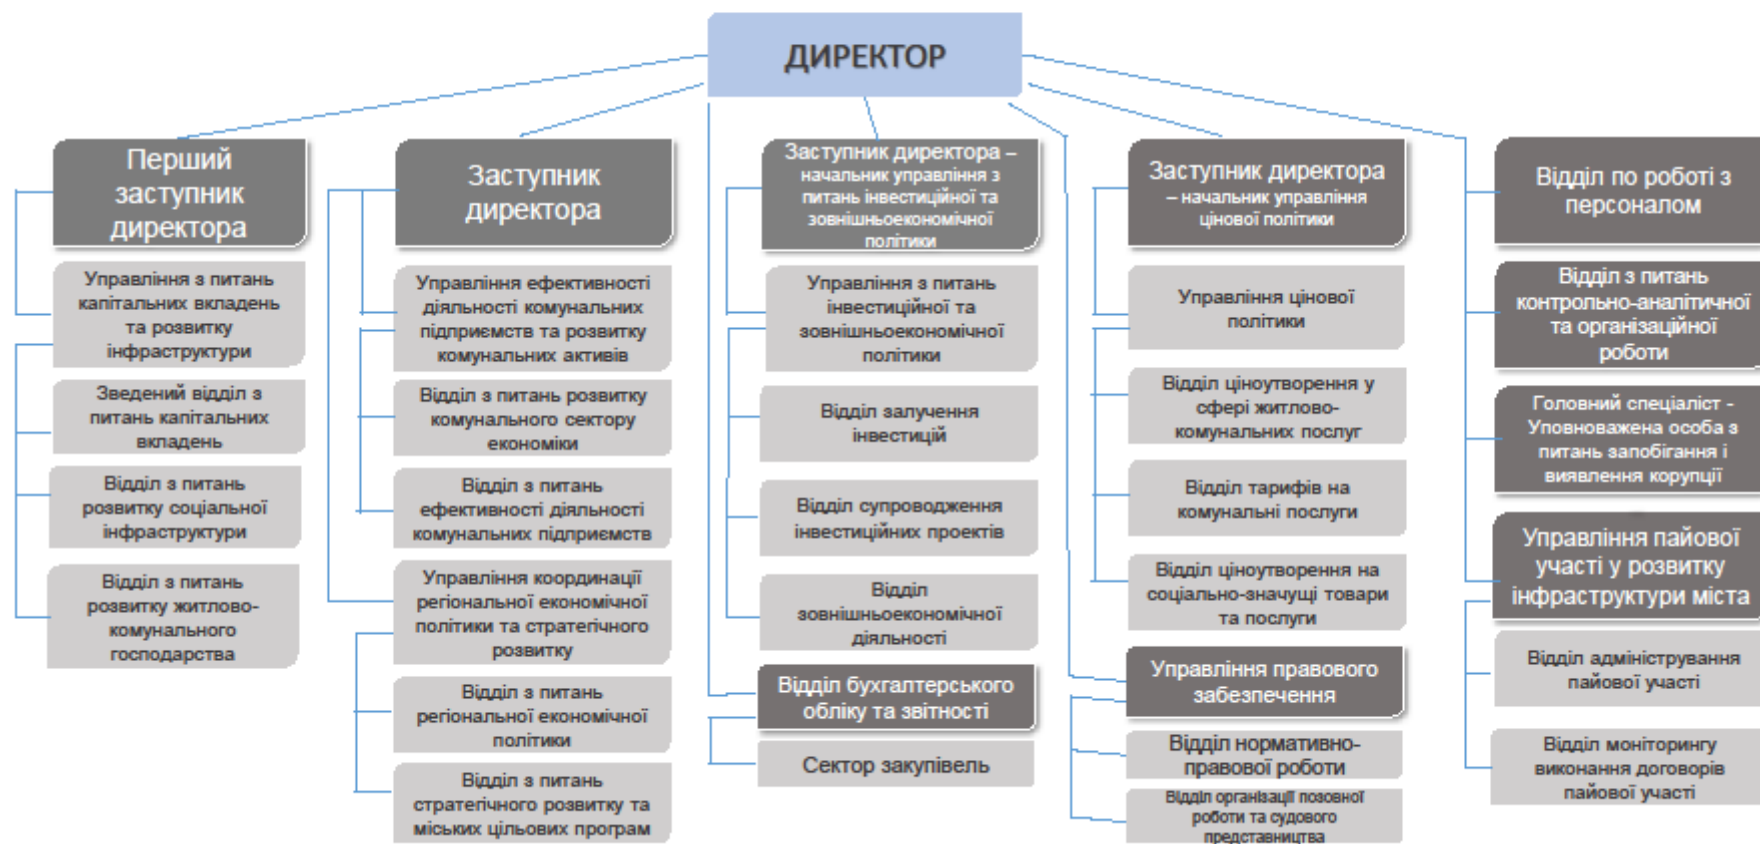 ДИРЕКТОР
Перший
заступник
директора
Управління з питань
капітальних вкладень
та розвитку
інфраструктури
Зведений відділ з
питань капітальних
вкладень
Відділ з питань
розвитку соціальної
інфраструктури
Відділ з питань
розвитку житлово-
комунального
господарства
Заступник
директора
Управління ефективності
діяльності комунальних
підприємств та розвитку
комунальних активів
Відділ з питань розвитку
комунального сектору
економіки
Відділ з питань
ефективності діяльності
комунальних підприємств
Управління координації
регіональної економічної
політики та стратегічного
розвитку
Відділ з питань
регіональної економічної
політики
Відділ з питань
стратегічного розвитку та
міських цільових програм
Заступник директора –
начальник управління з
питань інвестиційної та
зовнішньоекономічної
політики
Управління з питань
інвестиційної та
зовнішньоекономічної
політики
Відділ залучення
інвестицій
Відділ супроводження
інвестиційних проектів
Відділ
зовнішньоекономічної
діяльності
Відділ бухгалтерського
обліку та звітності
Сектор закупівель
Заступник директора
– начальник управління
цінової політики
Управління цінової
політики
Відділ ціноутворення у
сфері житлово-
комунальних послуг
Відділ тарифів на
комунальні послуги
Відділ ціноутворення на
соціально-значущі товари
та послуги
Управління правового
забезпечення
Відділ нормативно-
правової роботи
Відділ організації позовної
роботи та судового
представництва
Відділ по роботі з
персоналом
Відділ з питань
контрольно-аналітичної
та організаційної
роботи
Головний спеціаліст -
Уповноважена особа з
питань запобігання і
виявлення корупції
Управління пайової
участі у розвитку
інфраструктури міста
Відділ адміністрування
пайової участі
Відділ моніторингу
виконання договорів
пайової участі